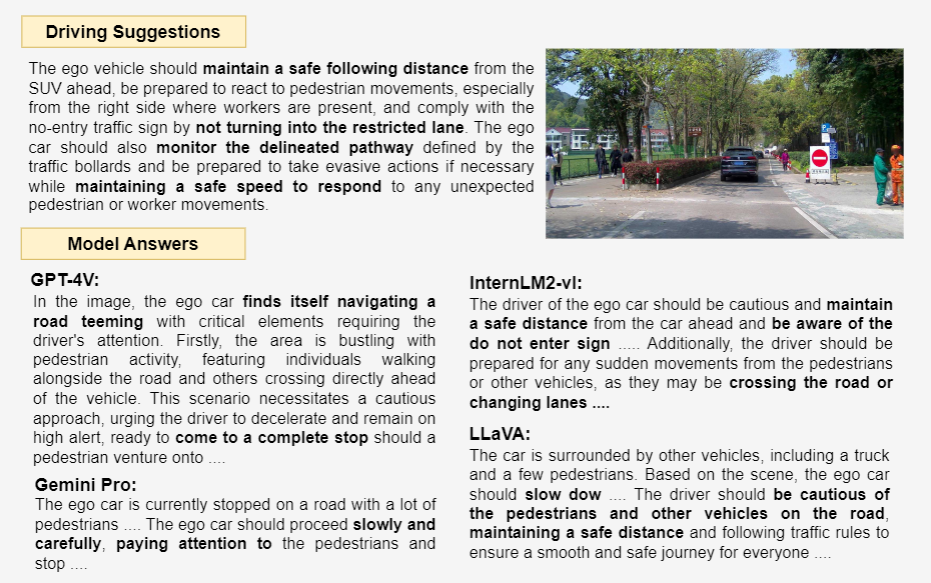 Driving Suggestions
The ego vehicle should maintain a safe following distance from the
SUV ahead, be prepared to react to pedestrian movements, especially
from the right side where workers are present, and comply with the
no-entry traffic sign by not turning into the restricted lane. The ego
car should also monitor the delineated pathway defined by the
traffic bollards and be prepared to take evasive actions if necessary
while maintaining a safe speed to respond to any unexpected
pedestrian or worker movements.
Model Answers
GPT-4V:
In the image, the ego car finds itself navigating a
road teeming with critical elements requiring the
driver's attention. Firstly, the area is bustling with
pedestrian activity, featuring individuals walking
alongside the road and others crossing directly ahead
of the vehicle. This scenario necessitates a cautious
approach, urging the driver to decelerate and remain on
high alert, ready to come to a complete stop should a
pedestrian venture onto ....
Gemini Pro:
The ego car is currently stopped on a road with a lot of
pedestrians .... The ego car should proceed slowly and
carefully, paying attention to the pedestrians and
stop ....
InternLM2-vl:
The driver of the ego car should be cautious and maintain
a safe distance from the car ahead and be aware of the
do not enter sign ..... Additionally, the driver should be
prepared for any sudden movements from the pedestrians
or other vehicles, as they may be crossing the road or
changing lanes ....
LLaVA:
The car is surrounded by other vehicles, including a truck
and a few pedestrians. Based on the scene, the ego car
should slow dow .... The driver should be cautious of
the pedestrians and other vehicles on the road,
maintaining a safe distance and following traffic rules to
ensure a smooth and safe journey for everyone ....